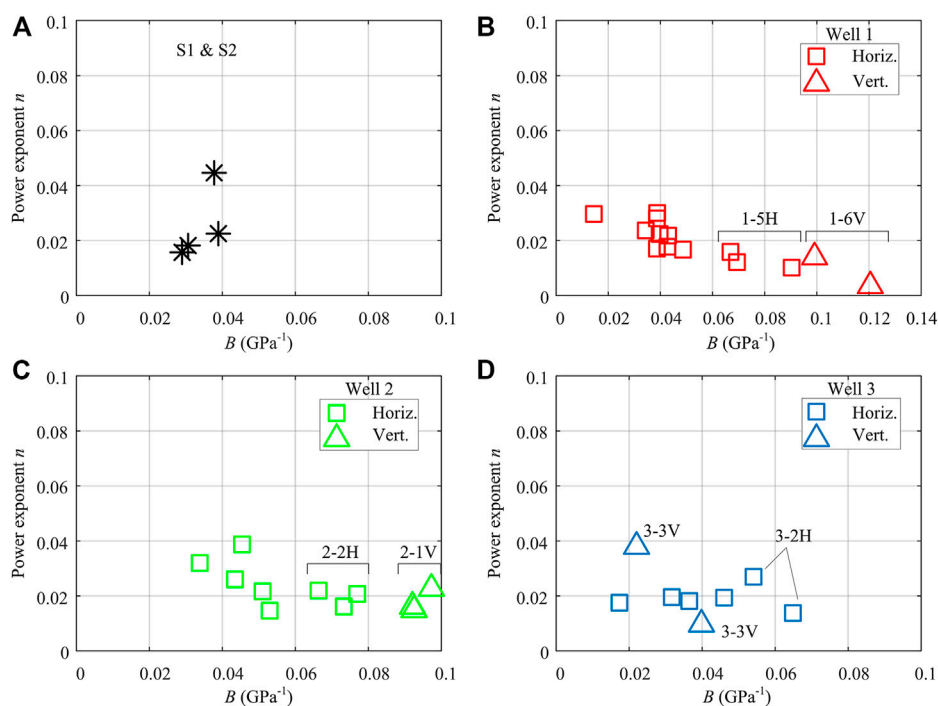 A
S1 & S2
Power exponent n
0.1
0.08
0.06
0.04
0.02
0
0 0.02 0.04 0.06 0.08 0.1
B (GPa⁻¹)
B
Well 1
Horiz.
Vert.
1-5H 1-6V
Power exponent n
0.1
0.08
0.06
0.04
0.02
0
0 0.02 0.04 0.06 0.08 0.1 0.12 0.14
B (GPa⁻¹)
C
Well 2
Horiz.
Vert.
2-2H 2-1V
Power exponent n
0.1
0.08
0.06
0.04
0.02
0
0 0.02 0.04 0.06 0.08 0.1
B (GPa⁻¹)
D
Well 3
Horiz.
Vert.
3-3V 3-2H
3-3V
Power exponent n
0.1
0.08
0.06
0.04
0.02
0
0 0.02 0.04 0.06 0.08 0.1
B (GPa⁻¹)